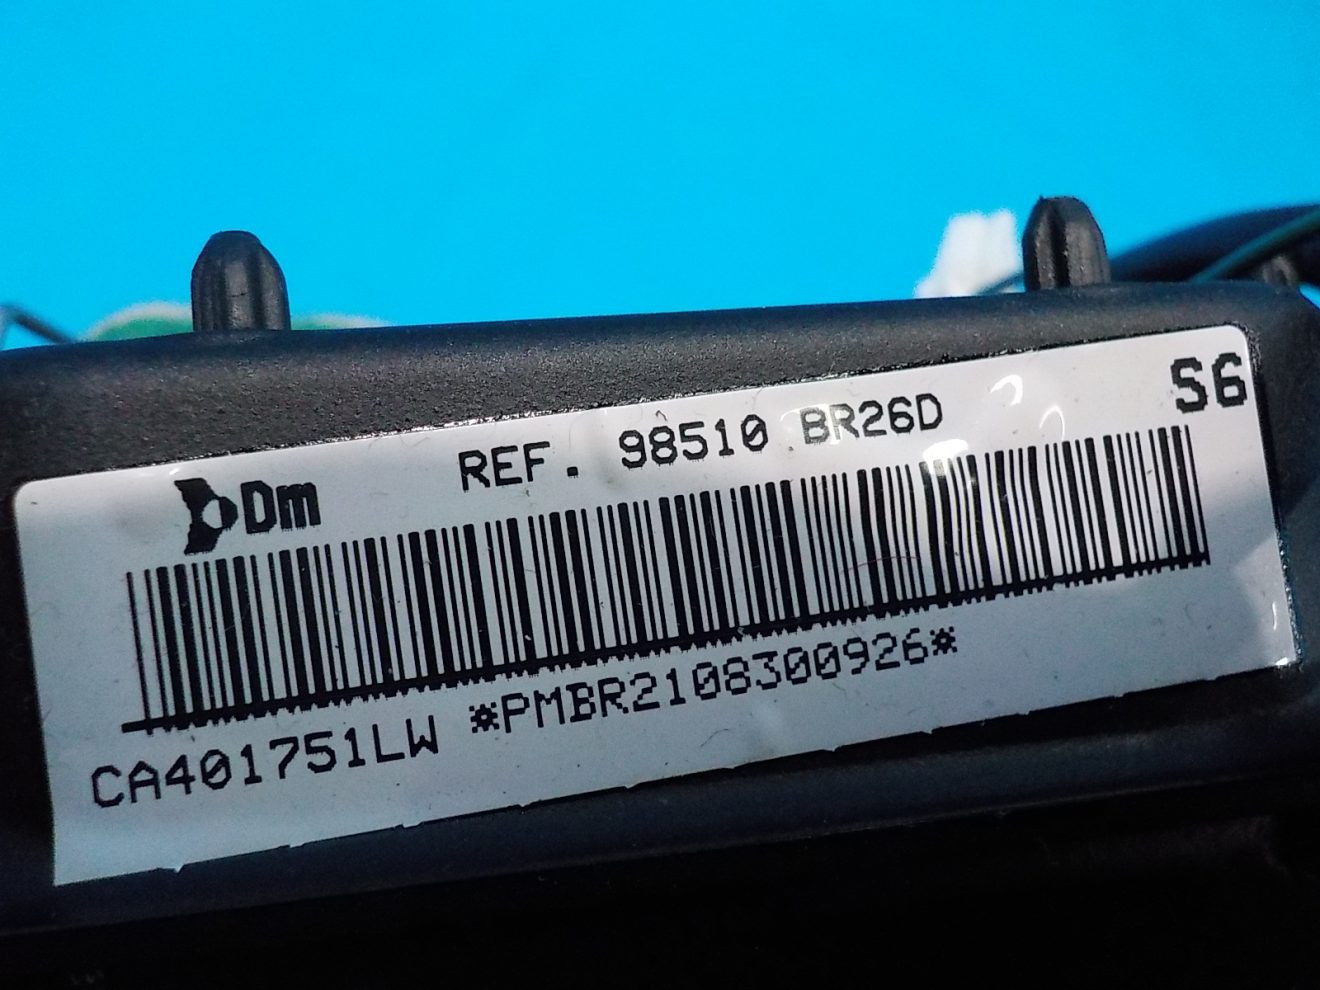 S6
Dm REF. 98510 BR26D
CA401751LW *PMBR2108300926*